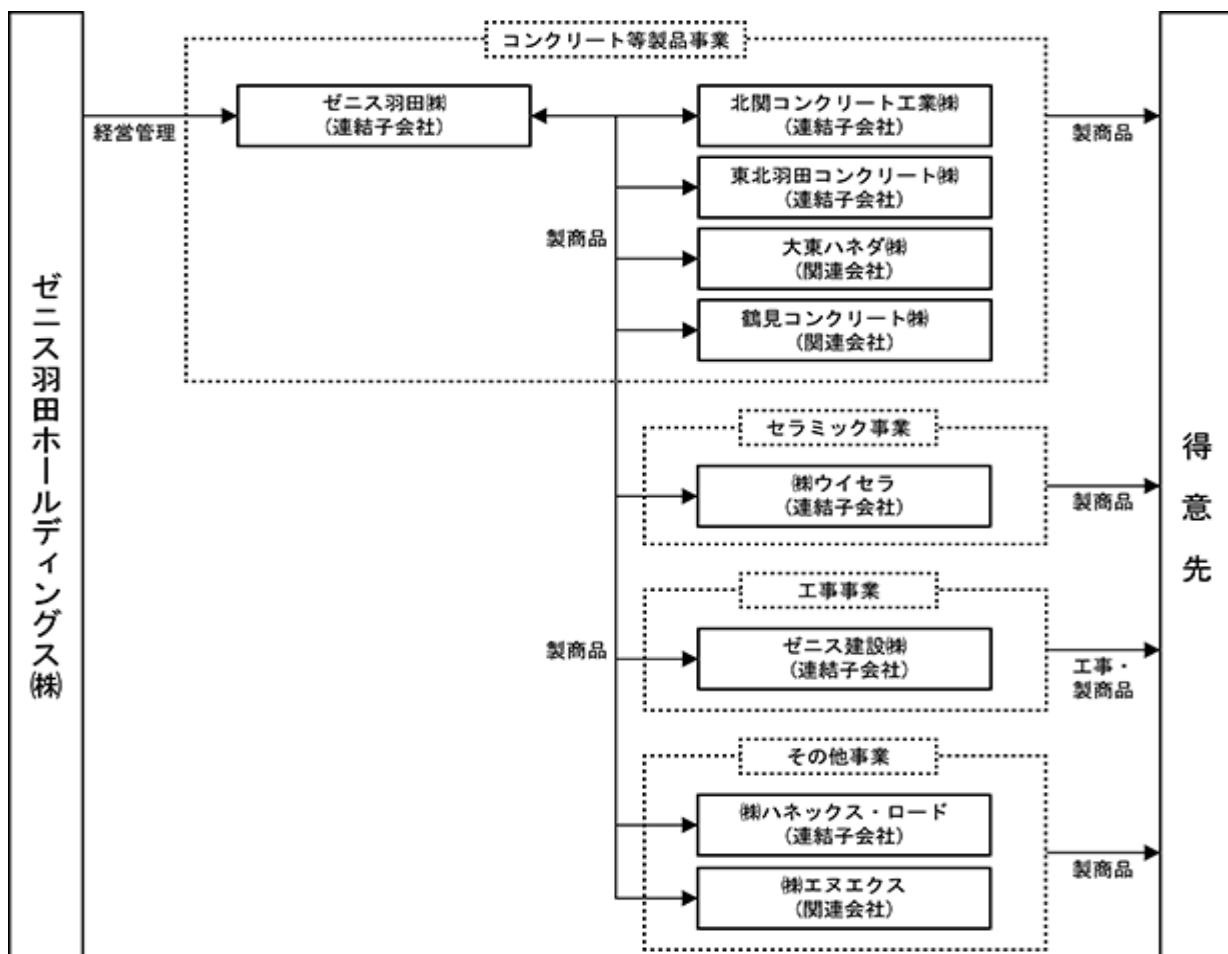 ゼニス羽田ホールディングス㈱
経営管理
コンクリート等製品事業
ゼニス羽田㈱
(連結子会社)
製商品
北関コンクリート工業㈱
(連結子会社)
東北羽田コンクリート㈱
(連結子会社)
大東ハネダ㈱
(関連会社)
鶴見コンクリート㈱
(関連会社)
製商品
セラミック事業
㈱ウイセラ
(連結子会社)
製商品
製商品
工事事業
ゼニス建設㈱
(連結子会社)
工事・
製商品
その他事業
㈱ハネックス・ロード
(連結子会社)
㈱エヌエクス
(関連会社)
製商品
得意先